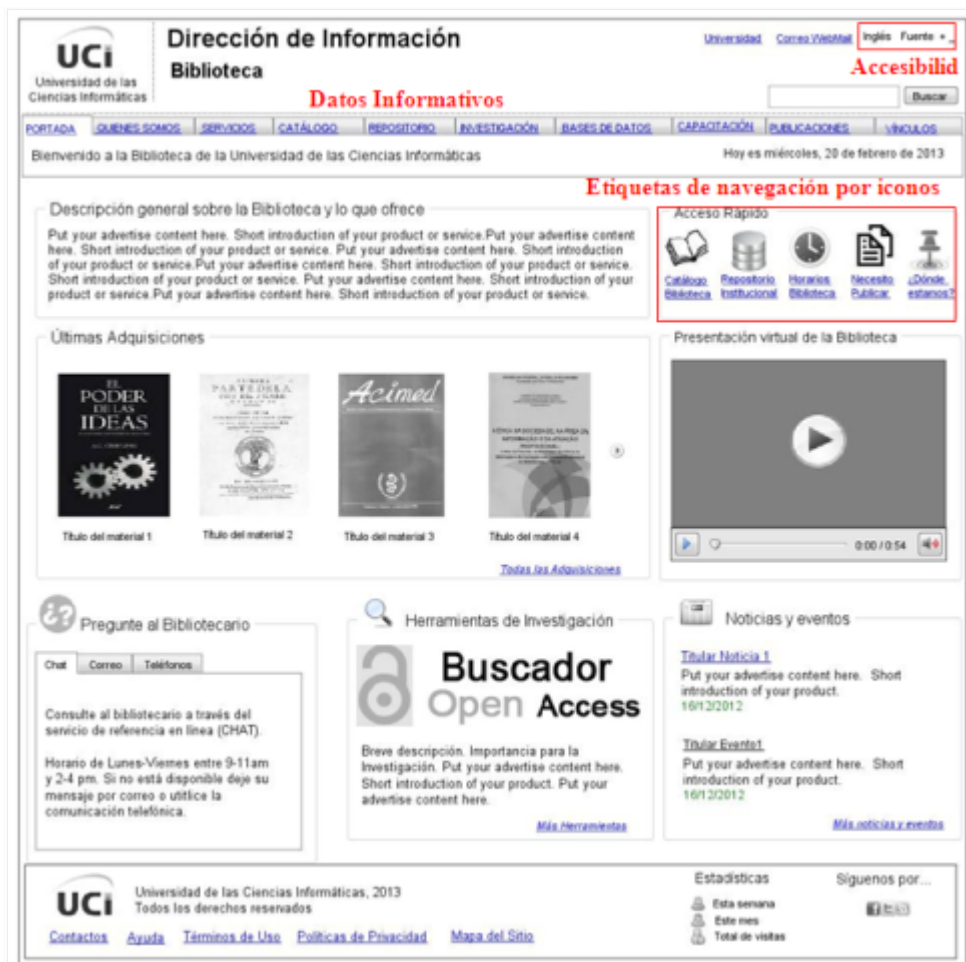 UCi
Universidad de las
Ciencias Informáticas
Dirección de Información
Biblioteca
Universidad Correo WebMail Inglés Fuente +
Accesibilid
Buscar
Datos Informativos
PORTADA QUIENES SOMOS SERVICIOS CATÁLOGO REPOSITORIO INVESTIGACIÓN BASES DE DATOS CAPACITACIÓN PUBLICACIONES VÍNCULOS
Bienvenido a la Biblioteca de la Universidad de las Ciencias Informáticas
Hoy es miércoles, 20 de febrero de 2013
Etiquetas de navegación por iconos
Descripción general sobre la Biblioteca y lo que ofrece
Put your advertise content here. Short introduction of your product or service.Put your advertise content
here. Short introduction of your product or service. Put your advertise content here. Short introduction
of your product or service.Put your advertise content here. Short introduction of your product or service.
Short introduction of your product or service. Put your advertise content here. Short introduction of your
product or service.Put your advertise content here. Short introduction of your product or service.
Acceso Rápido
Catálogo Repositorio Horarios Necesito ¿Dónde
Biblioteca Institucional Biblioteca Publicar estamos?
Últimas Adquisiciones
EL
PODER
DE LAS
IDEAS
PRIMERA
PARTE DE LA
Acimed
Título del material 1 Título del material 2 Título del material 3 Título del material 4
Todas las Adquisiciones
Presentación virtual de la Biblioteca
0:00 / 0:54
Pregunte al Bibliotecario
Chat Correo Teléfonos
Consulte al bibliotecario a través del
servicio de referencia en línea (CHAT).
Horario de Lunes-Viernes entre 9-11am
y 2-4 pm. Si no está disponible deje su
mensaje por correo o utitlice la
comunicación telefónica.
Herramientas de Investigación
Buscador
Open Access
Breve descripción. Importancia para la
Investigación. Put your advertise content here.
Short introduction of your product. Put your
advertise content here.
Más Herramientas
Noticias y eventos
Titular Noticia 1
Put your advertise content here. Short
introduction of your product.
16/12/2012
Titular Evento1
Put your advertise content here. Short
introduction of your product.
16/12/2012
Más noticias y eventos
UCi
Universidad de las Ciencias Informáticas, 2013
Todos los derechos reservados
Contactos Ayuda Términos de Uso Políticas de Privacidad Mapa del Sitio
Estadísticas
Esta semana
Este mes
Total de visitas
Síguenos por...